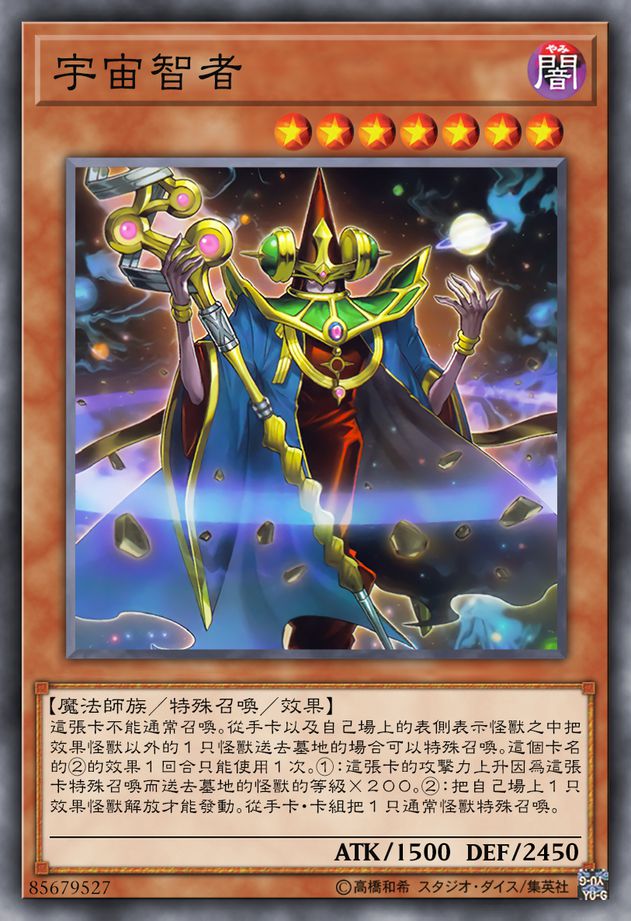 宇宙智者
やみ
闇
【魔法師族／特殊召喚／效果】
這張卡不能通常召喚。從手卡以及自己場上的表側表示怪獸之中把
效果怪獸以外的１只怪獸送去墓地的場合可以特殊召喚。這個卡名
的②的效果１回合只能使用１次。①：這張卡的攻擊力上升因爲這張
卡特殊召喚而送去墓地的怪獸的等級×２００。②：把自己場上１只
效果怪獸解放才能發動。從手卡·卡組把１只通常怪獸特殊召喚。
ATK/1500 DEF/2450
85679527
©高橋和希 スタジオ・ダイス/集英社